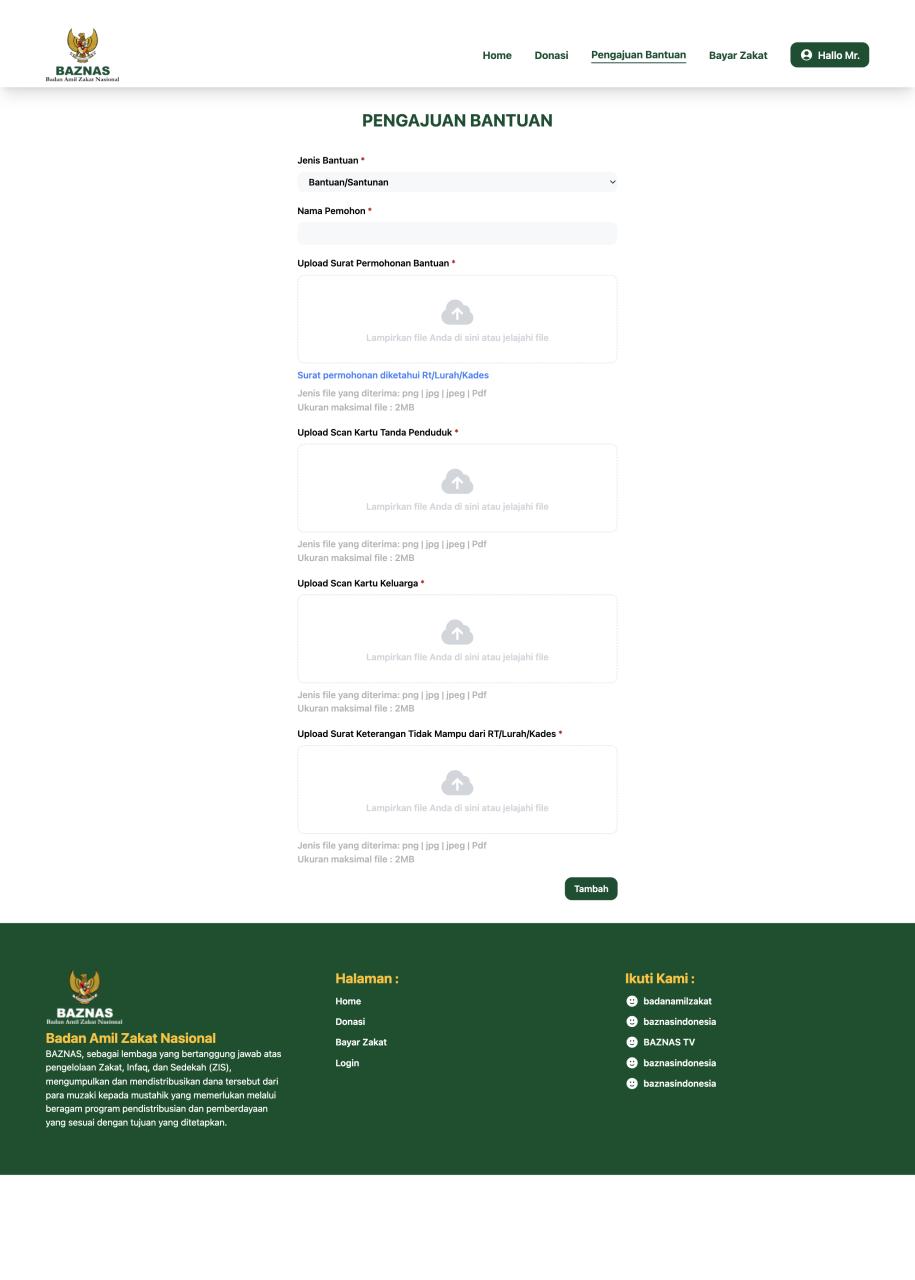 BAZNAS
Badan Amil Zakat Nasional
Home
Donasi
Pengajuan Bantuan
Bayar Zakat
Hallo Mr.
PENGAJUAN BANTUAN
Jenis Bantuan *
Bantuan/Santunan
Nama Pemohon *
Upload Surat Permohonan Bantuan *
Lampirkan file Anda di sini atau jelajahi file
Surat permohonan diketahui Rt/Lurah/Kades
Jenis file yang diterima: png | jpg | jpeg | Pdf
Ukuran maksimal file : 2MB
Upload Scan Kartu Tanda Penduduk *
Lampirkan file Anda di sini atau jelajahi file
Jenis file yang diterima: png | jpg | jpeg | Pdf
Ukuran maksimal file : 2MB
Upload Scan Kartu Keluarga *
Lampirkan file Anda di sini atau jelajahi file
Jenis file yang diterima: png | jpg | jpeg | Pdf
Ukuran maksimal file : 2MB
Upload Surat Keterangan Tidak Mampu dari RT/Lurah/Kades *
Lampirkan file Anda di sini atau jelajahi file
Jenis file yang diterima: png | jpg | jpeg | Pdf
Ukuran maksimal file : 2MB
Tambah
BAZNAS
Badan Amil Zakat Nasional
Badan Amil Zakat Nasional
BAZNAS, sebagai lembaga yang bertanggung jawab atas
pengelolaan Zakat, Infaq, dan Sedekah (ZIS),
mengumpulkan dan mendistribusikan dana tersebut dari
para muzaki kepada mustahik yang memerlukan melalui
beragam program pendistribusian dan pemberdayaan
yang sesuai dengan tujuan yang ditetapkan.
Halaman :
Home
Donasi
Bayar Zakat
Login
Ikuti Kami :
badanamilzakat
baznasindonesia
BAZNAS TV
baznasindonesia
baznasindonesia